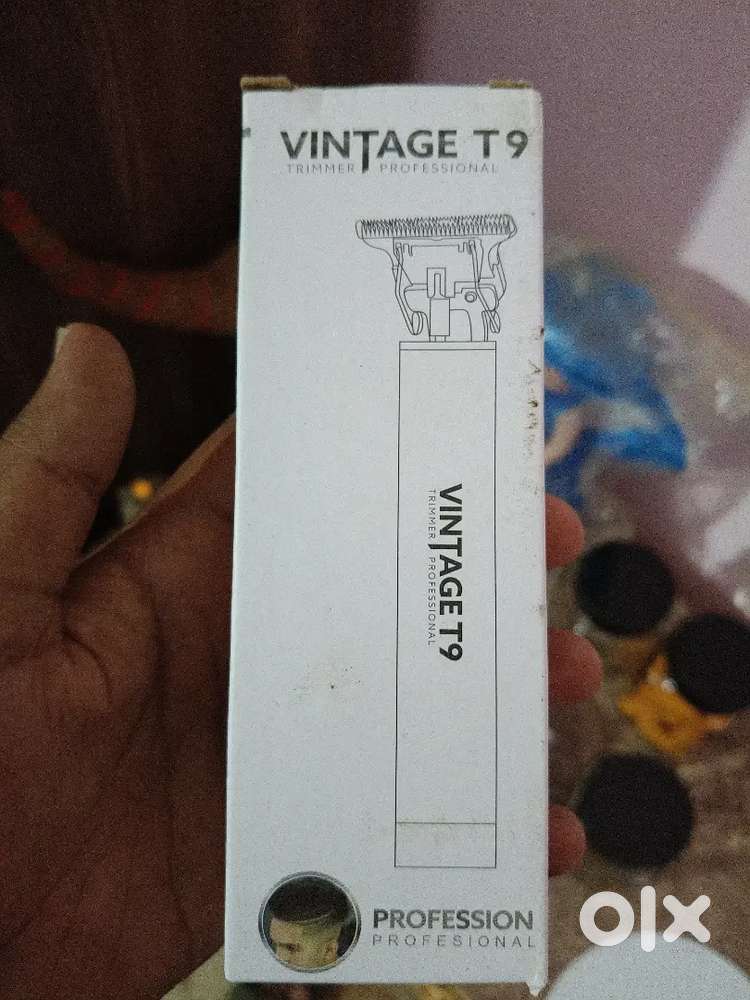 VINTAGE T9
TRIMMER PROFESSIONAL
VINTAGE T9
TRIMMER PROFESSIONAL
PROFESSION
PROFESIONAL
olx